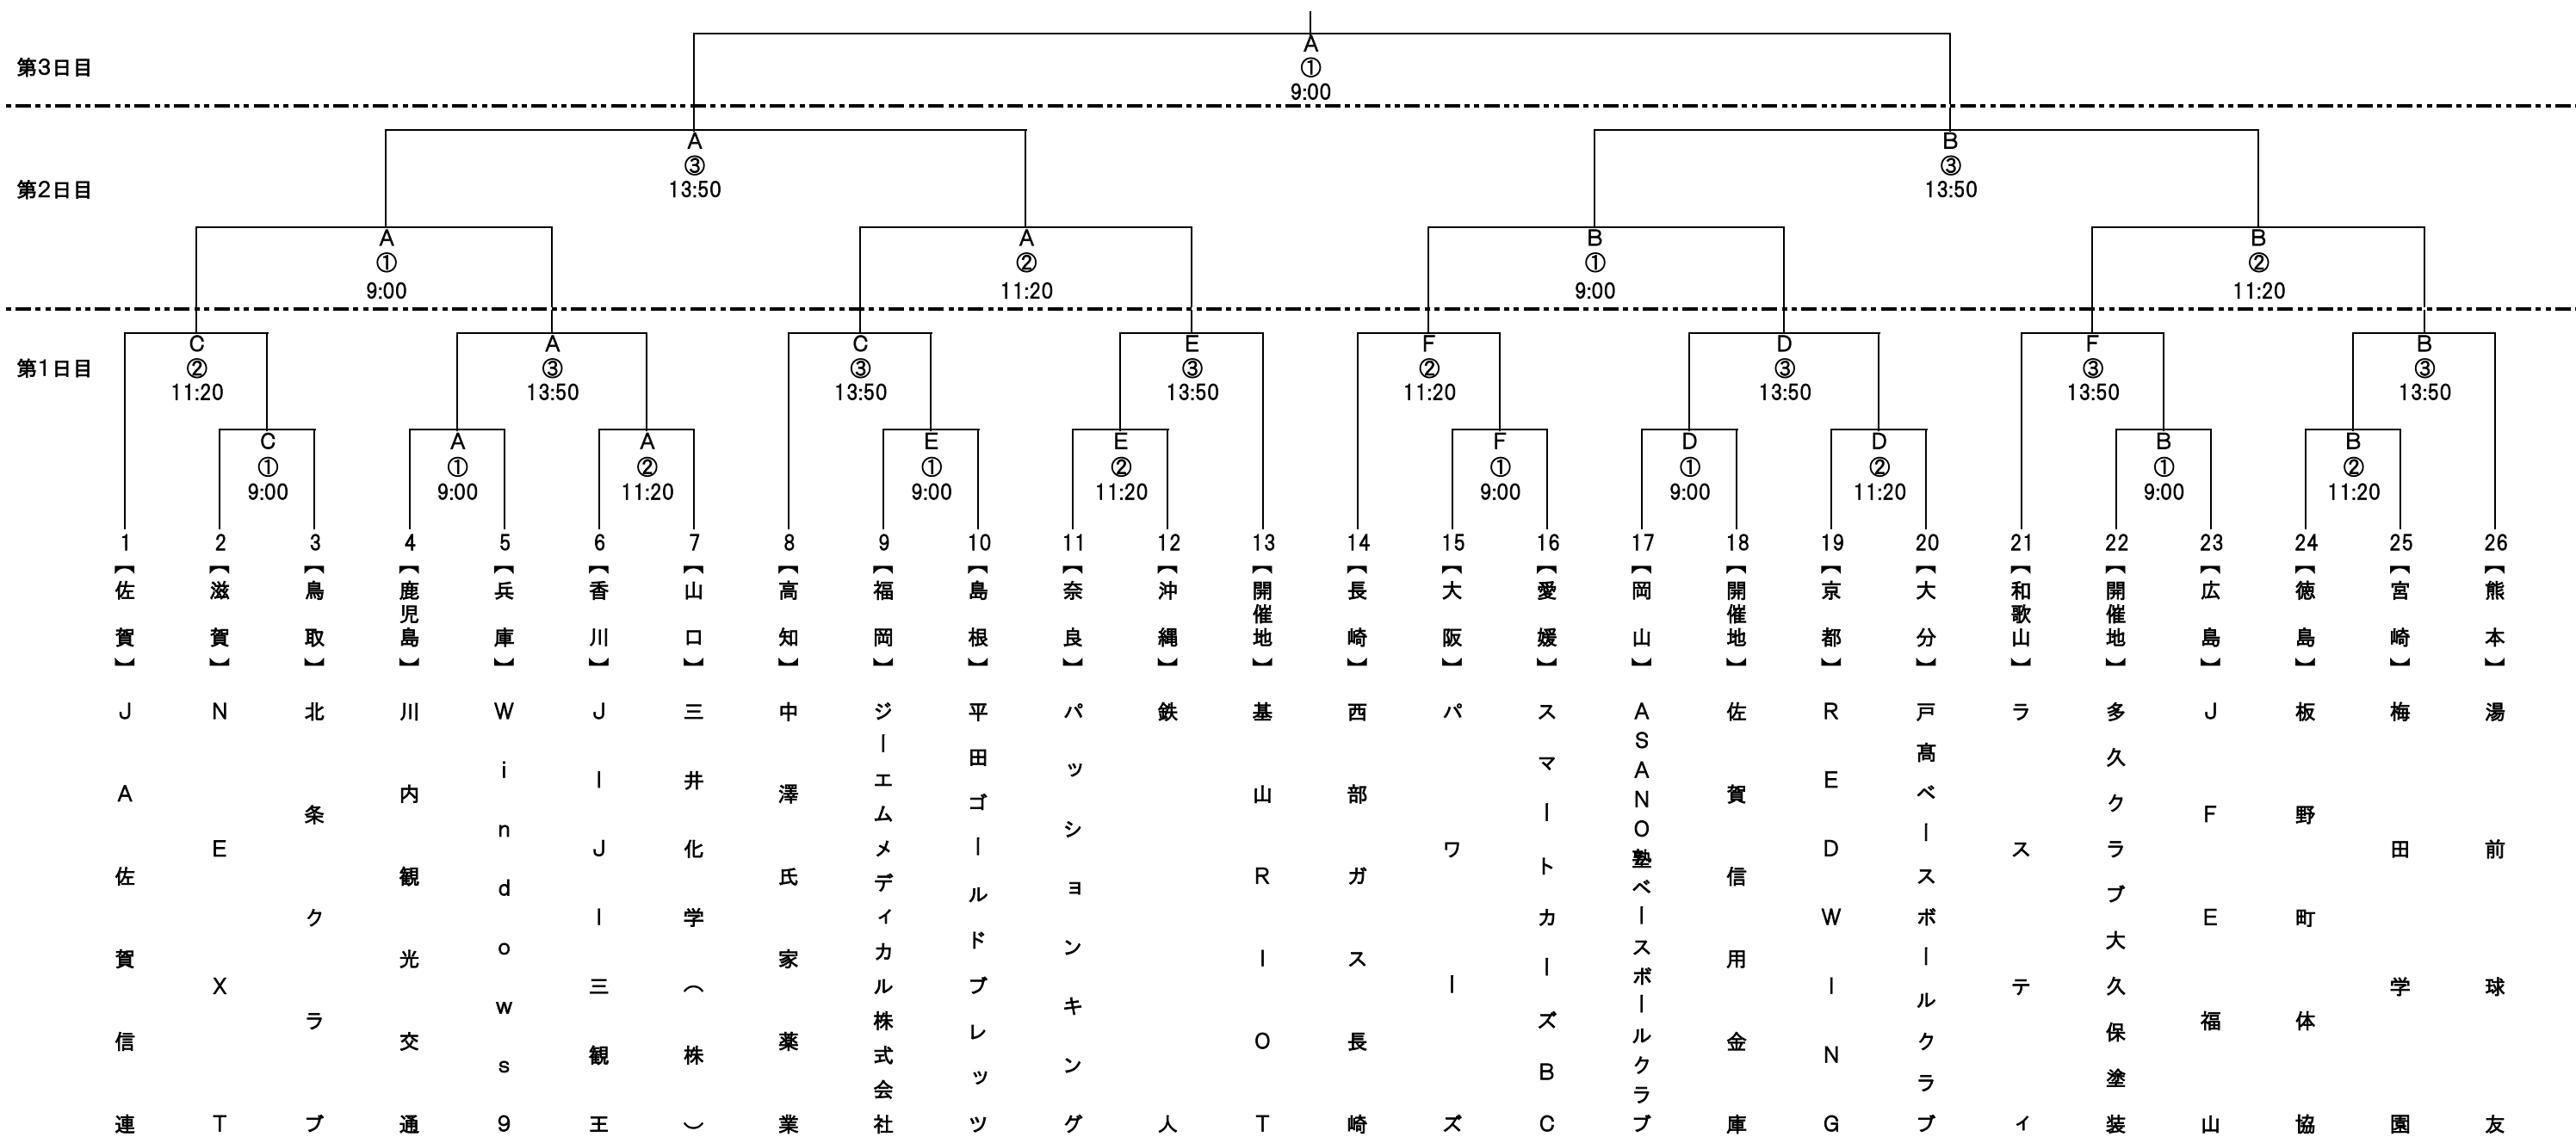 A
第3日目
①
9:00
A
B
③
③
第2日目
13:50
13:50
A
A
B
B
①
②
①
②
9:00
11:20
9:00
11:20
C
A
C
E
F
D
F
B
第1日目
②
③
③
③
②
③
③
③
11:20
13:50
13:50
13:50
11:20
13:50
13:50
13:50
C
A
A
E
E
F
D
D
B
B
①
①
②
①
②
①
①
②
①
②
9:00
9:00
11:20
9:00
11:20
9:00
9:00
11:20
9:00
11:20
1【佐賀】JA佐賀信連
2【滋賀】NEXT
3【鳥取】北条クラブ
4【鹿児島】川内観光交通
5【兵庫】Windows9
6【香川】JIJI三観王
7【山口】三井化学(株)
8【高知】中澤氏家薬業
9【福岡】ジーエムメディカル株式会社
10【島根】平田ゴールドブレッツ
11【奈良】パッションキング
12【沖縄】鉄人
13【開催地】基山RIOT
14【長崎】西部ガス長崎
15【大阪】パワーズ
16【愛媛】スマートカーズBC
17【岡山】ASANO塾ベースボールクラブ
18【開催地】佐賀信用金庫
19【京都】REDWING
20【大分】戸髙ベースボールクラブ
21【和歌山】ラスティ
22【開催地】多久クラブ大久保塗装
23【広島】JFE福山
24【徳島】板野町体協
25【宮崎】梅田学園
26【熊本】湯前球友